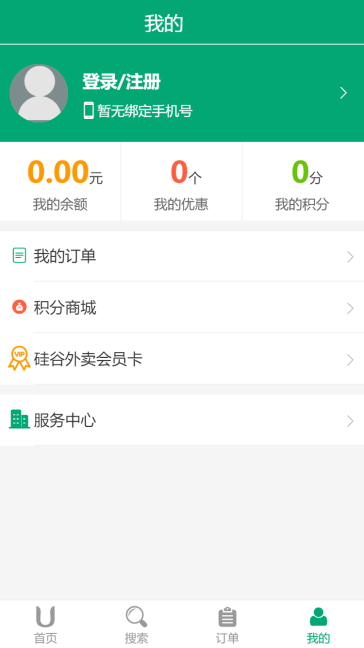 我的
登录/注册
暂无绑定手机号
0.00元 0个 0分
我的余额 我的优惠 我的积分
我的订单
积分商城
VIP 硅谷外卖会员卡
服务中心
首页 搜索 订单 我的